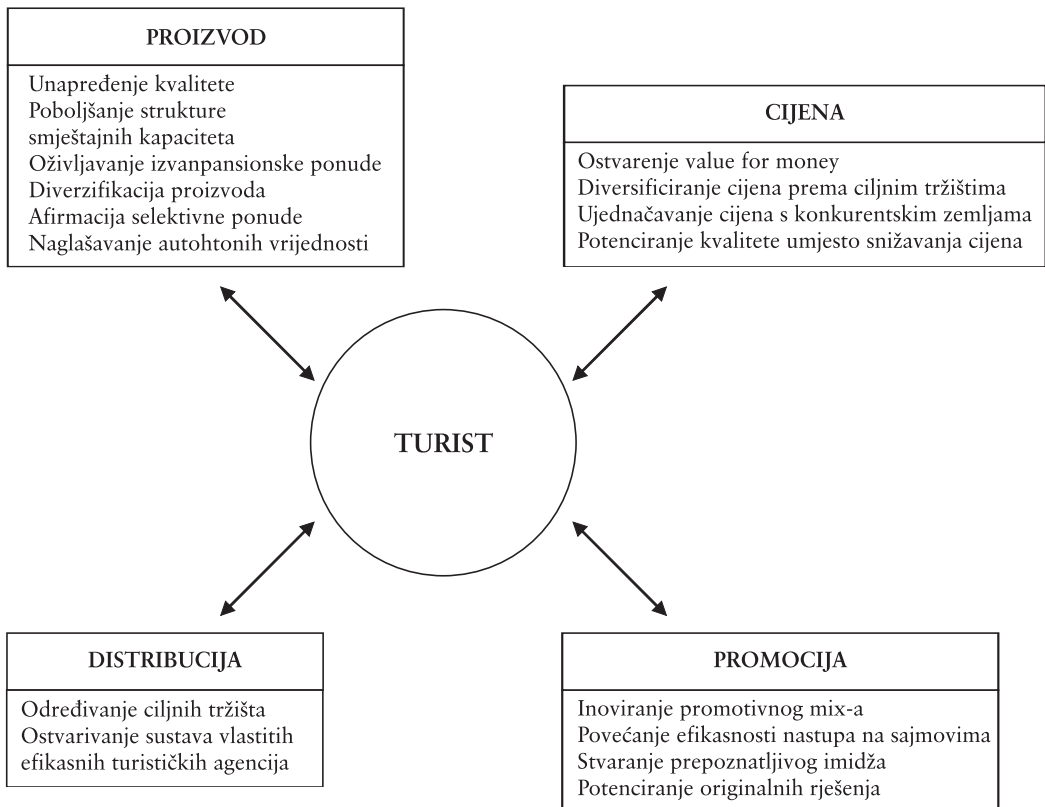 PROIZVOD
Unapređenje kvalitete
Poboljšanje strukture
smještajnih kapaciteta
Oživljavanje izvanpansionske ponude
Diverzifikacija proizvoda
Afirmacija selektivne ponude
Naglašavanje autohtonih vrijednosti
CIJENA
Ostvarenje value for money
Diversificiranje cijena prema ciljnim tržištima
Ujednačavanje cijena s konkurentskim zemljama
Potenciranje kvalitete umjesto snižavanja cijena
TURIST
DISTRIBUCIJA
Određivanje ciljnih tržišta
Ostvarivanje sustava vlastitih
efikasnih turističkih agencija
PROMOCIJA
Inoviranje promotivnog mix-a
Povećanje efikasnosti nastupa na sajmovima
Stvaranje prepoznatljivog imidža
Potenciranje originalnih rješenja